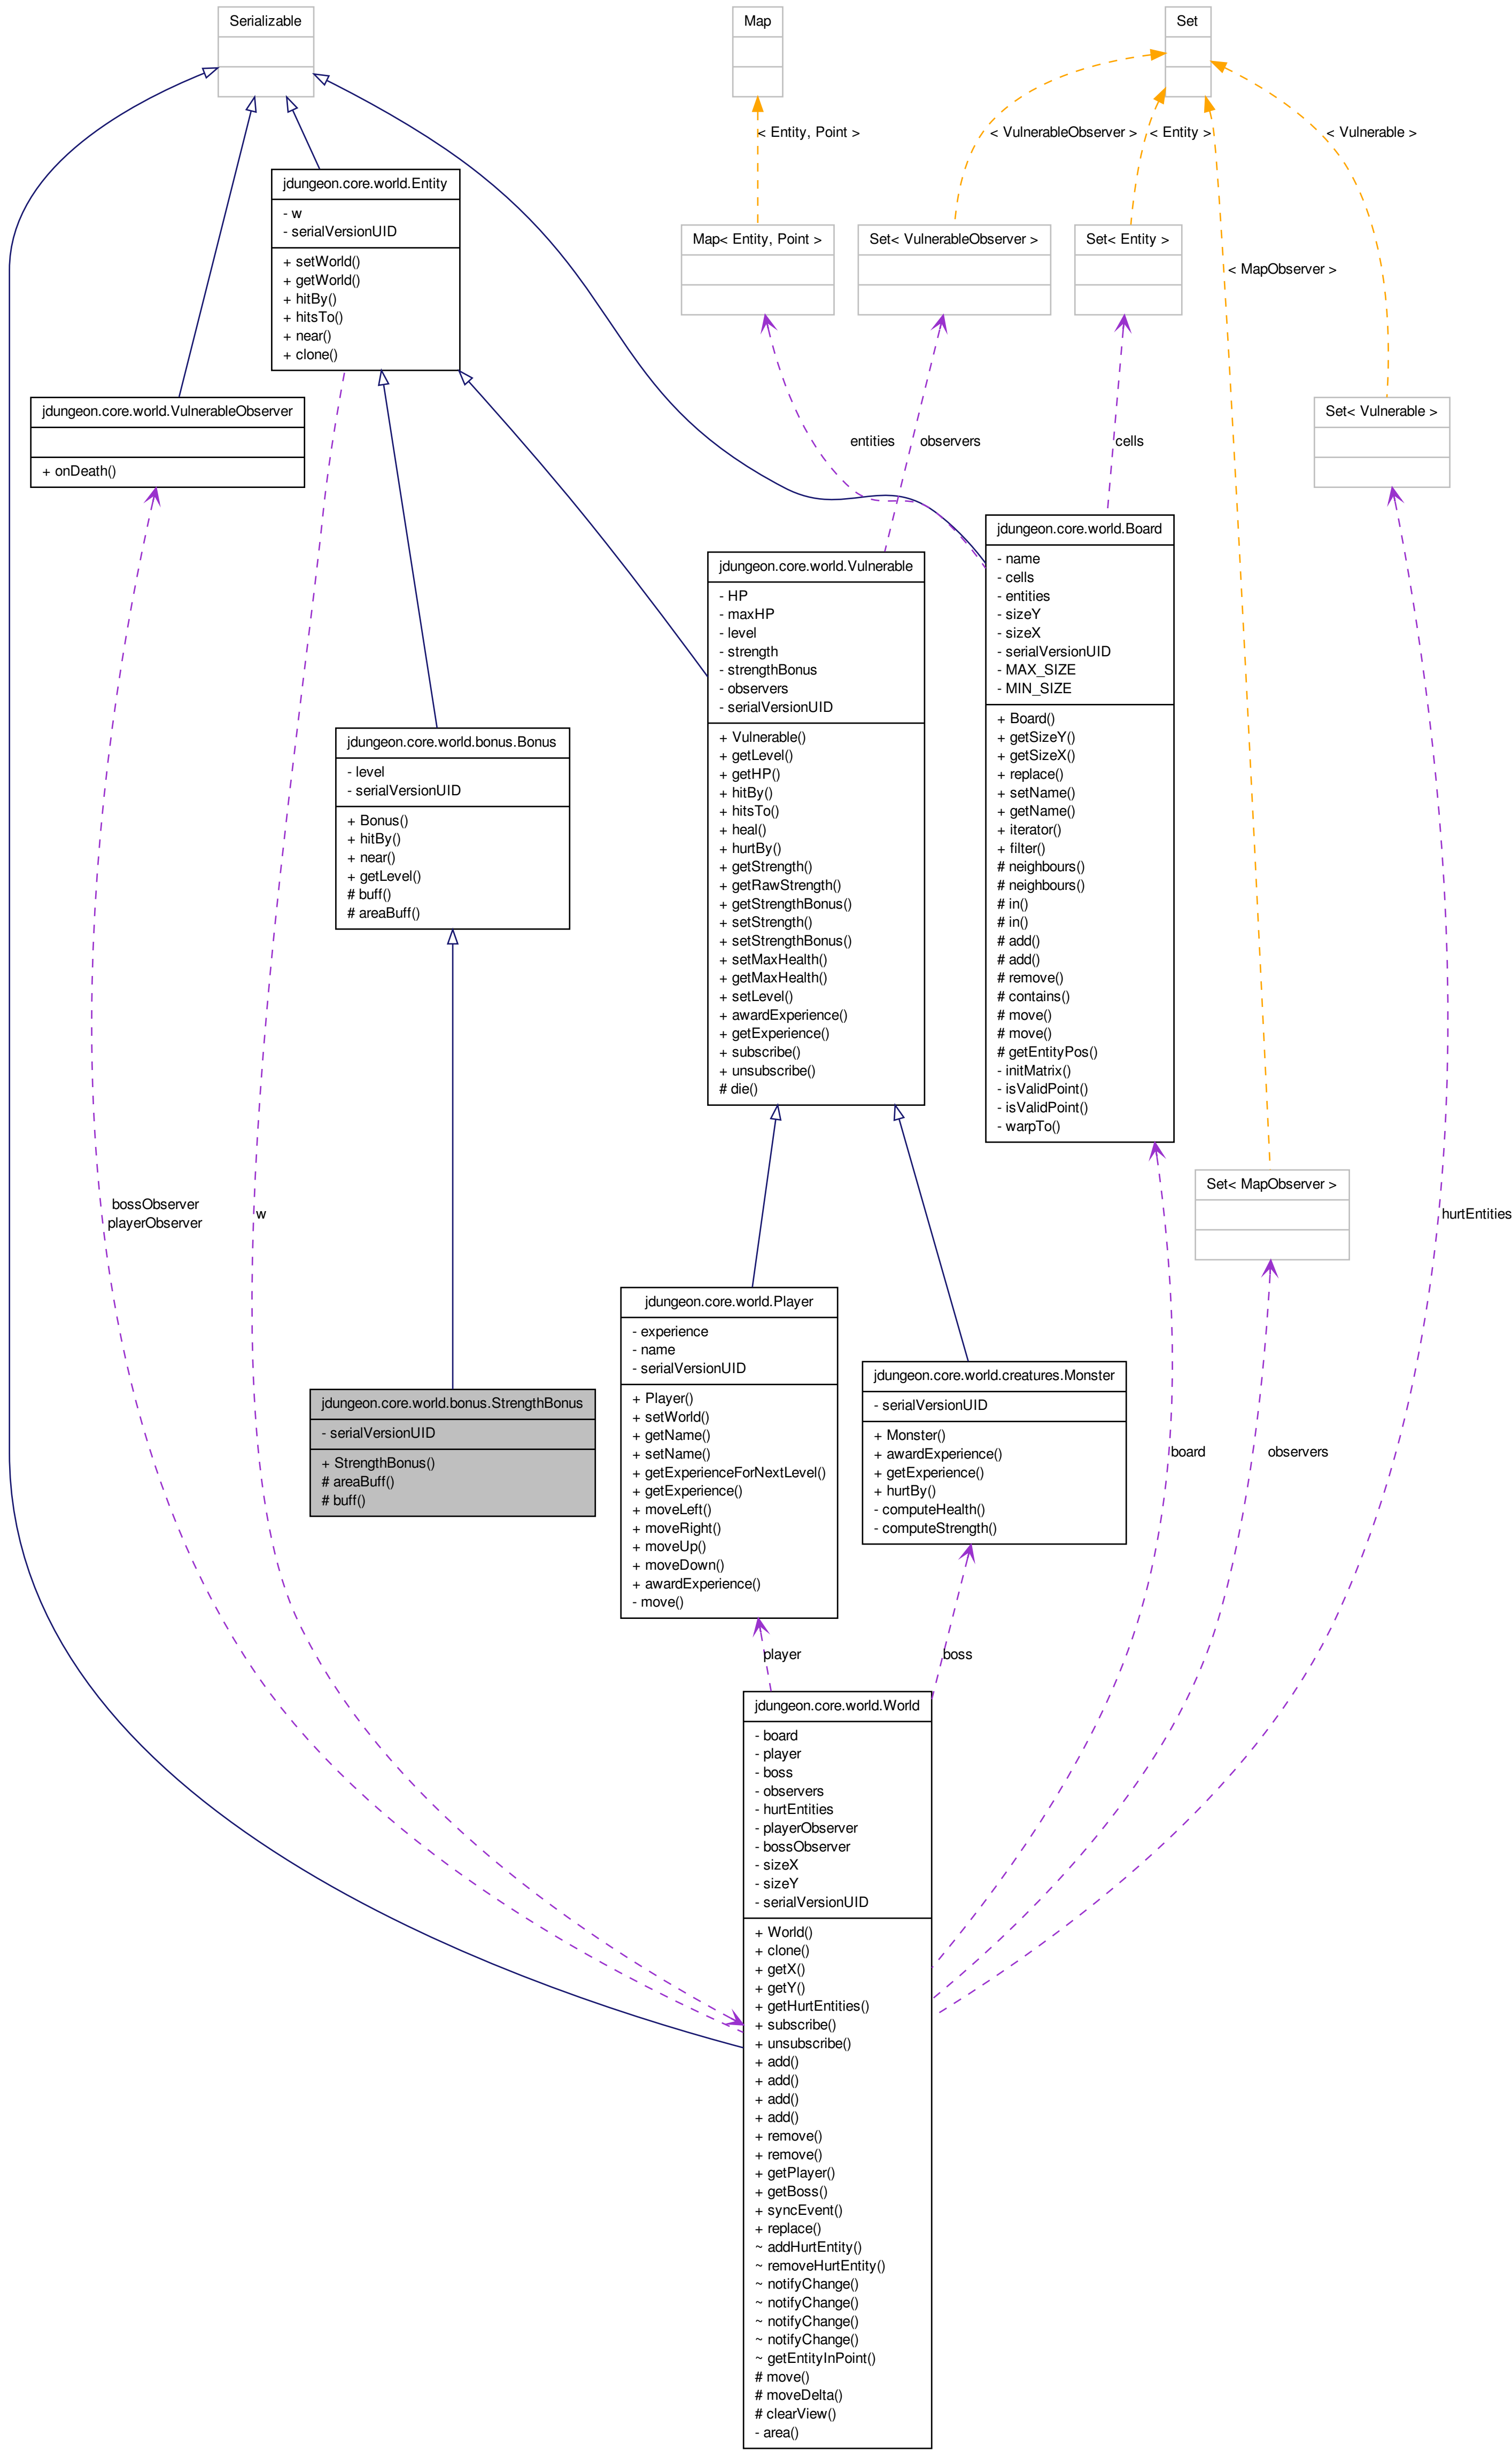 Serializable
Map
Set
< Entity, Point >
< VulnerableObserver >
< Entity >
< Vulnerable >
jdungeon.core.world.Entity
- w
- serialVersionUID
+ setWorld()
+ getWorld()
+ hitBy()
+ hitsTo()
+ near()
+ clone()
Map< Entity, Point >
Set< VulnerableObserver >
Set< Entity >
< MapObserver >
jdungeon.core.world.VulnerableObserver
+ onDeath()
Set< Vulnerable >
entities
observers
cells
jdungeon.core.world.Board
- name
- cells
- entities
- sizeY
- sizeX
- serialVersionUID
- MAX_SIZE
- MIN_SIZE
+ Board()
+ getSizeY()
+ getSizeX()
+ replace()
+ setName()
+ getName()
+ iterator()
+ filter()
# neighbours()
# neighbours()
# in()
# in()
# add()
# add()
# remove()
# contains()
# move()
# move()
# getEntityPos()
- initMatrix()
- isValidPoint()
- isValidPoint()
- warpTo()
jdungeon.core.world.Vulnerable
- HP
- maxHP
- level
- strength
- strengthBonus
- observers
- serialVersionUID
+ Vulnerable()
+ getLevel()
+ getHP()
+ hitBy()
+ hitsTo()
+ heal()
+ hurtBy()
+ getStrength()
+ getRawStrength()
+ getStrengthBonus()
+ setStrength()
+ setStrengthBonus()
+ setMaxHealth()
+ getMaxHealth()
+ setLevel()
+ awardExperience()
+ getExperience()
+ subscribe()
+ unsubscribe()
# die()
jdungeon.core.world.bonus.Bonus
- level
- serialVersionUID
+ Bonus()
+ hitBy()
+ near()
+ getLevel()
# buff()
# areaBuff()
bossObserver
playerObserver
w
Set< MapObserver >
hurtEntities
jdungeon.core.world.Player
- experience
- name
- serialVersionUID
+ Player()
+ setWorld()
+ getName()
+ setName()
+ getExperienceForNextLevel()
+ getExperience()
+ moveLeft()
+ moveRight()
+ moveUp()
+ moveDown()
+ awardExperience()
- move()
jdungeon.core.world.creatures.Monster
- serialVersionUID
+ Monster()
+ awardExperience()
+ getExperience()
+ hurtBy()
- computeHealth()
- computeStrength()
jdungeon.core.world.bonus.StrengthBonus
- serialVersionUID
+ StrengthBonus()
# areaBuff()
# buff()
board
observers
player
boss
jdungeon.core.world.World
- board
- player
- boss
- observers
- hurtEntities
- playerObserver
- bossObserver
- sizeX
- sizeY
- serialVersionUID
+ World()
+ clone()
+ getX()
+ getY()
+ getHurtEntities()
+ subscribe()
+ unsubscribe()
+ add()
+ add()
+ add()
+ add()
+ remove()
+ remove()
+ getPlayer()
+ getBoss()
+ syncEvent()
+ replace()
~ addHurtEntity()
~ removeHurtEntity()
~ notifyChange()
~ notifyChange()
~ notifyChange()
~ notifyChange()
~ getEntityInPoint()
# move()
# moveDelta()
# clearView()
- area()